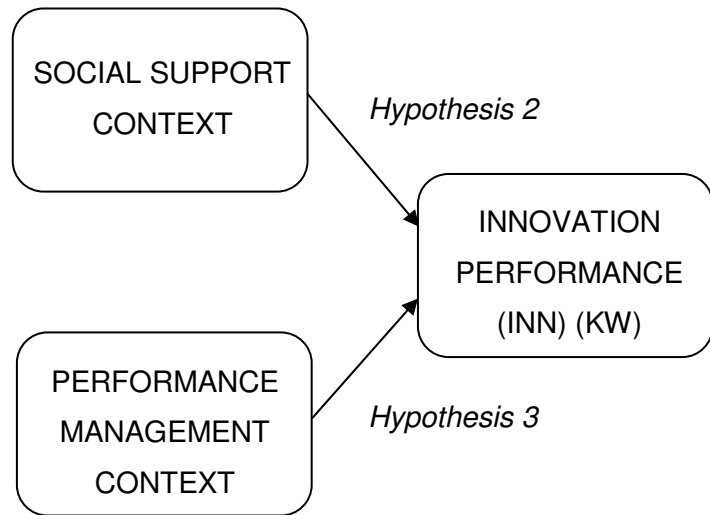 SOCIAL SUPPORT
CONTEXT
Hypothesis 2
INNOVATION
PERFORMANCE
(INN) (KW)
PERFORMANCE
MANAGEMENT
CONTEXT
Hypothesis 3